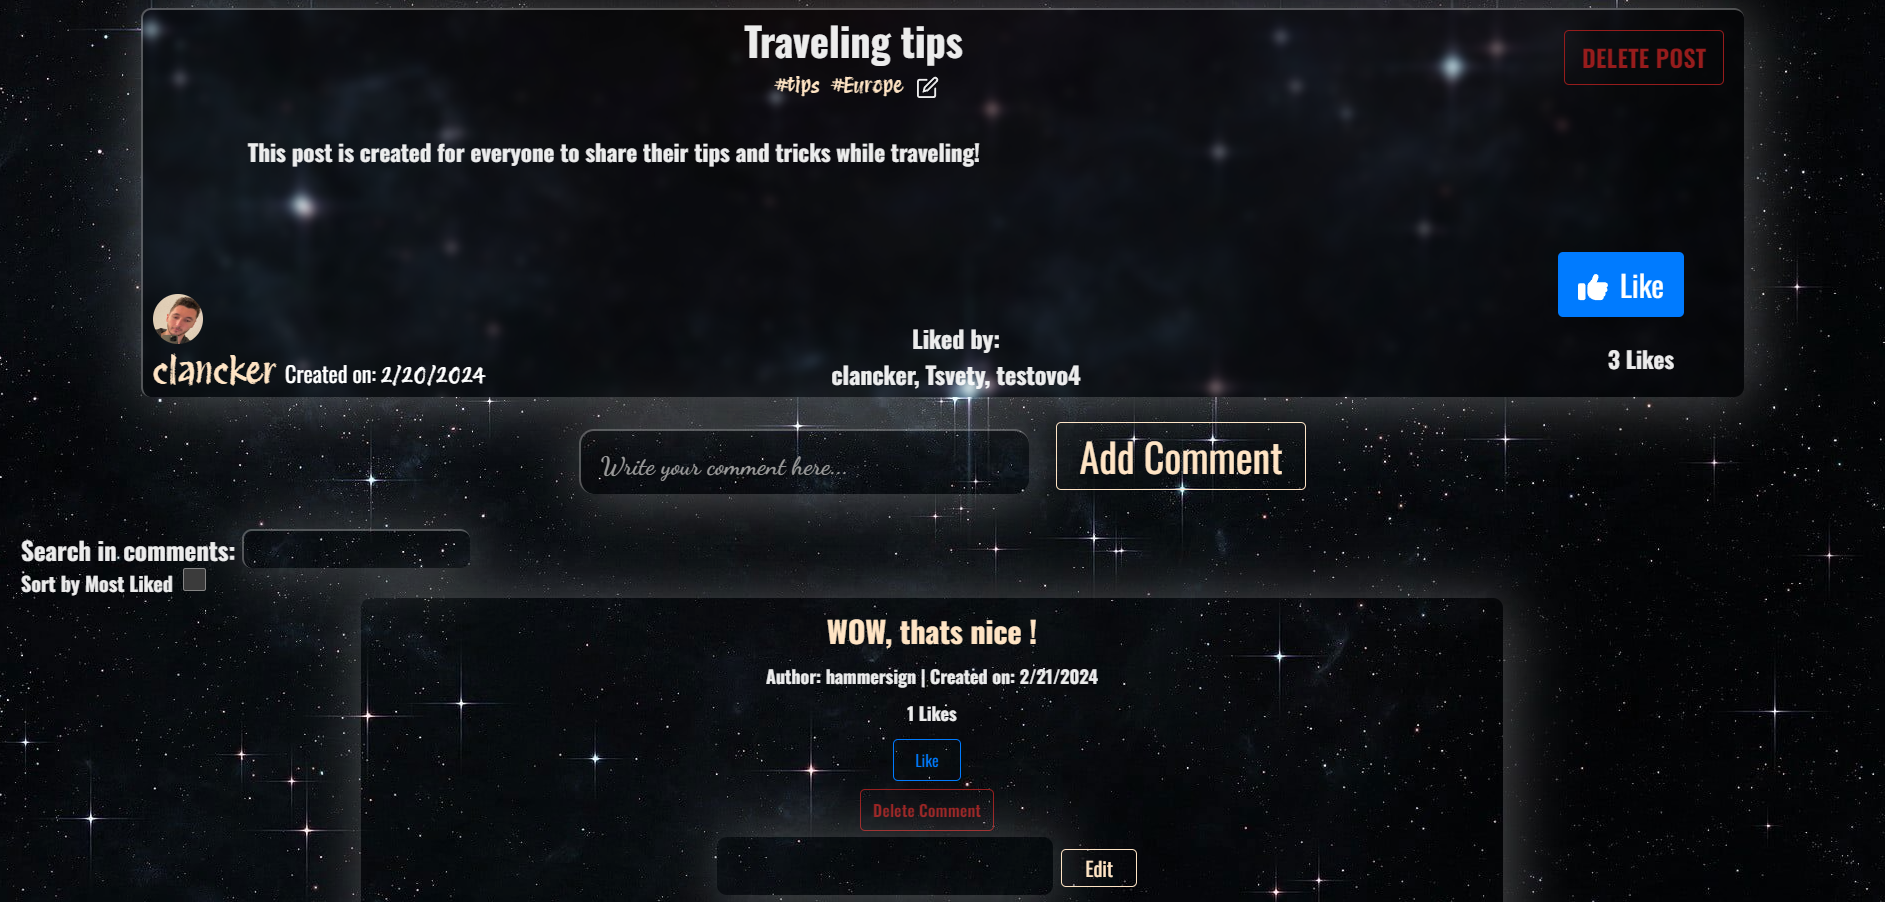 Traveling tips
DELETE POST
#tips #Europe
This post is created for everyone to share their tips and tricks while traveling!
Like
Liked by:
3 Likes
clancker Created on: 2/20/2024
clancker, Tsvety, testovo4
Write your comment here...
Add Comment
Search in comments:
Sort by Most Liked
WOW, thats nice !
Author: hammersign | Created on: 2/21/2024
1 Likes
Like
Delete Comment
Edit